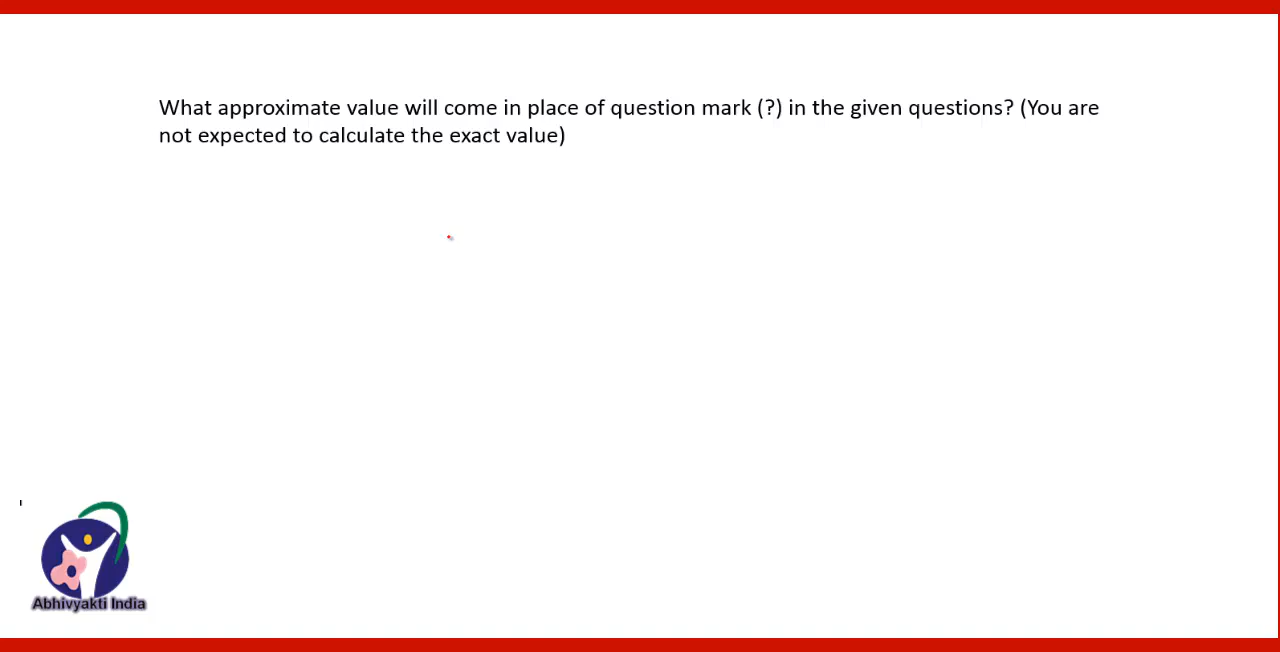 What approximate value will come in place of question mark (?) in the given questions? (You are
not expected to calculate the exact value)
Abhivyakti India